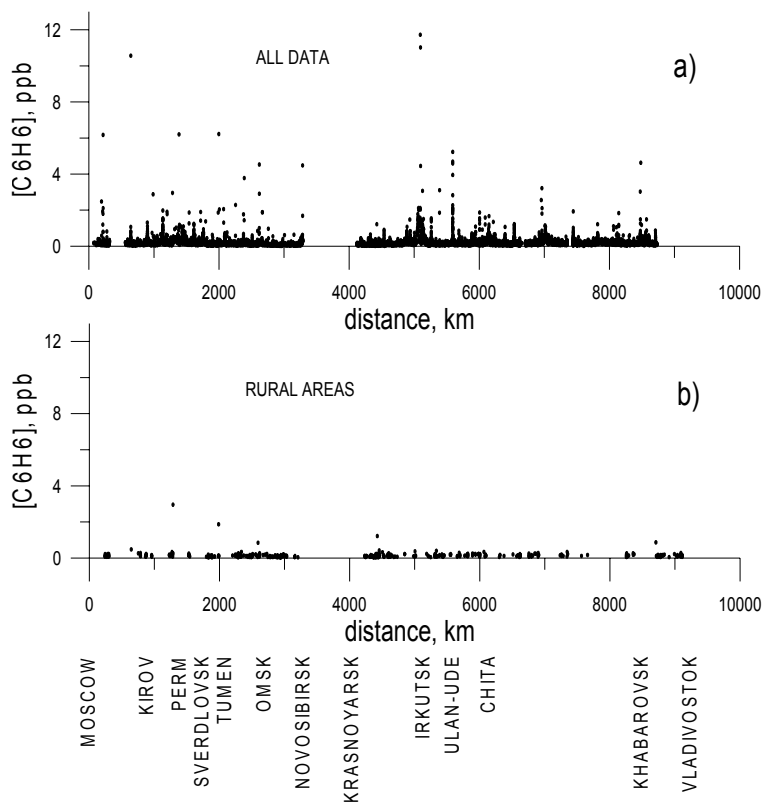 12
8
4
0
[C6H6], ppb
ALL DATA
a)
0 2000 4000 6000 8000 10000
distance, km
12
8
4
0
[C6H6], ppb
RURAL AREAS
b)
0 2000 4000 6000 8000 10000
distance, km
MOSCOW
KIROV
PERM
SVERDLOVSK
TUMEN
OMSK
NOVOSIBIRSK
KRASNOYARSK
IRKUTSK
ULAN-UDE
CHITA
KHABAROVSK
VLADIVOSTOK